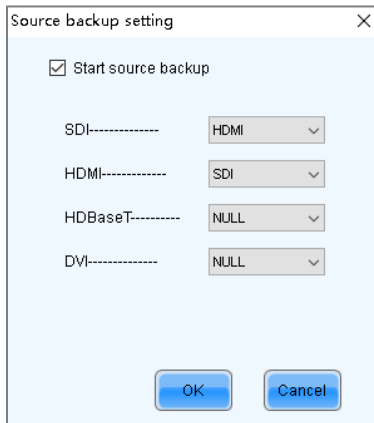 Source backup setting
Start source backup
SDI-------------- HDMI
HDMI------------- SDI
HDBaseT---------- NULL
DVI-------------- NULL
OK Cancel